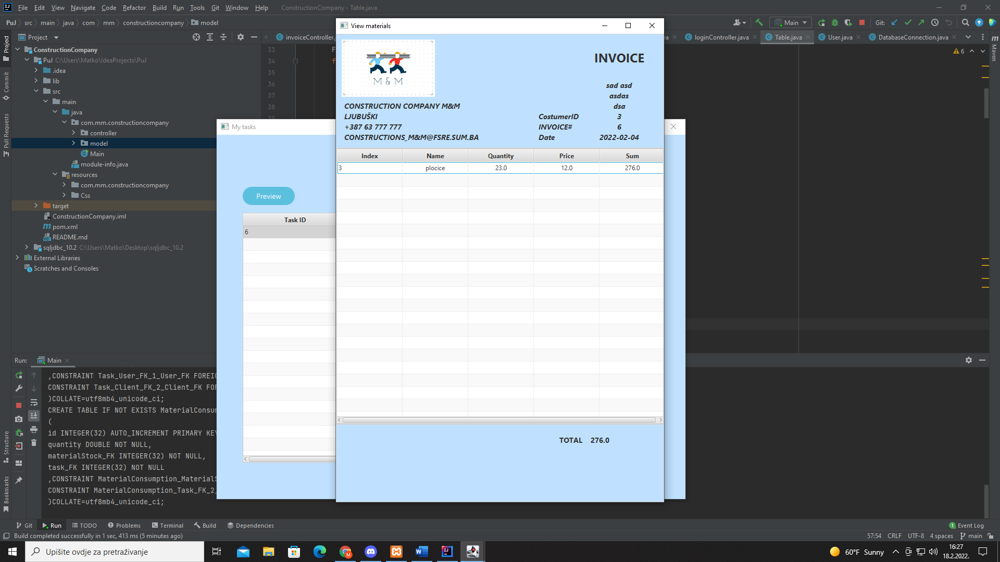 File Edit View Navigate Code Refactor Build Run Tools Git Window Help ConstructionCompany - Table.java
PuJ src main java com mm constructioncompany model
Main
Git:
Project
invoiceController.
loginController.java
Table.java
User.java
DatabaseConnection.java
6
Project
Commit
Pull Requests
Structure
Bookmarks
Maven
ConstructionCompany
PuJ C:\Users\Matko\IdeaProjects\PuJ
.idea
lib
src
main
java
com.mm.constructioncompany
controller
model
Main
module-info.java
resources
com.mm.constructioncompany
Css
target
ConstructionCompany.iml
pom.xml
README.md
sqljdbc_10.2 C:\Users\Matko\Desktop\sqljdbc_10.2
External Libraries
Scratches and Consoles
33
34
35
36
37
38
My tasks
Preview
Task ID
6
View materials
M & M
INVOICE
sad asd
asdas
CONSTRUCTION COMPANY M&M dsa
LJUBUŠKI CostumerID 3
+387 63 777 777 INVOICE# 6
CONSTRUCTIONS_M&M@FSRE.SUM.BA Date 2022-02-04
Index Name Quantity Price Sum
3 plocice 23.0 12.0 276.0
TOTAL 276.0
Run: Main
,CONSTRAINT Task_User_FK_1_User_FK FOREIG
CONSTRAINT Task_Client_FK_2_Client_FK FOR
)COLLATE=utf8mb4_unicode_ci;
CREATE TABLE IF NOT EXISTS MaterialConsum
(
id INTEGER(32) AUTO_INCREMENT PRIMARY KEY
quantity DOUBLE NOT NULL,
materialStock_FK INTEGER(32) NOT NULL,
task_FK INTEGER(32) NOT NULL
,CONSTRAINT MaterialConsumption_MaterialS
CONSTRAINT MaterialConsumption_Task_FK_2_
)COLLATE=utf8mb4_unicode_ci;
Git Run TODO Problems Terminal Build Dependencies 1 Event Log
Build completed successfully in 1 sec, 413 ms (5 minutes ago) 57:54 CRLF UTF-8 4 spaces main
Upišite ovdje za pretraživanje
60°F Sunny
16:27
18.2.2022.